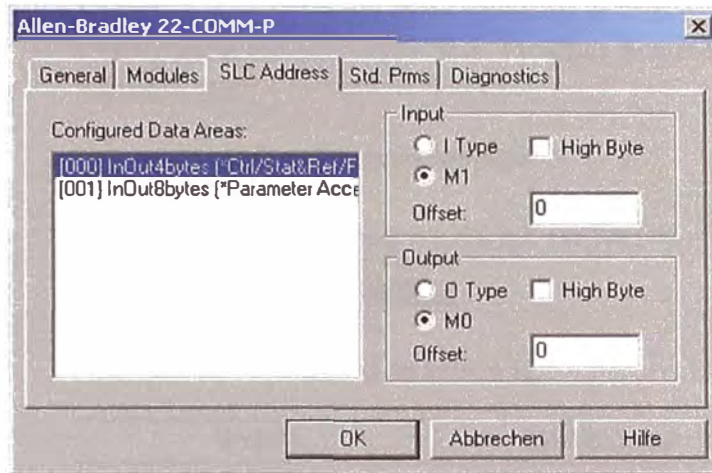 Allen-Bradley 22-COMM-P
General Modules SLC Address Std. Prms Diagnostics
Configured Data Areas:
[000] InOut4bytes (*Ctrl/Stat&Ref/F
[001] InOut8bytes (*Parameter Acce
Input
I Type High Byte
M1
Offset: 0
Output
O Type High Byte
M0
Offset: 0
OK Abbrechen Hilfe